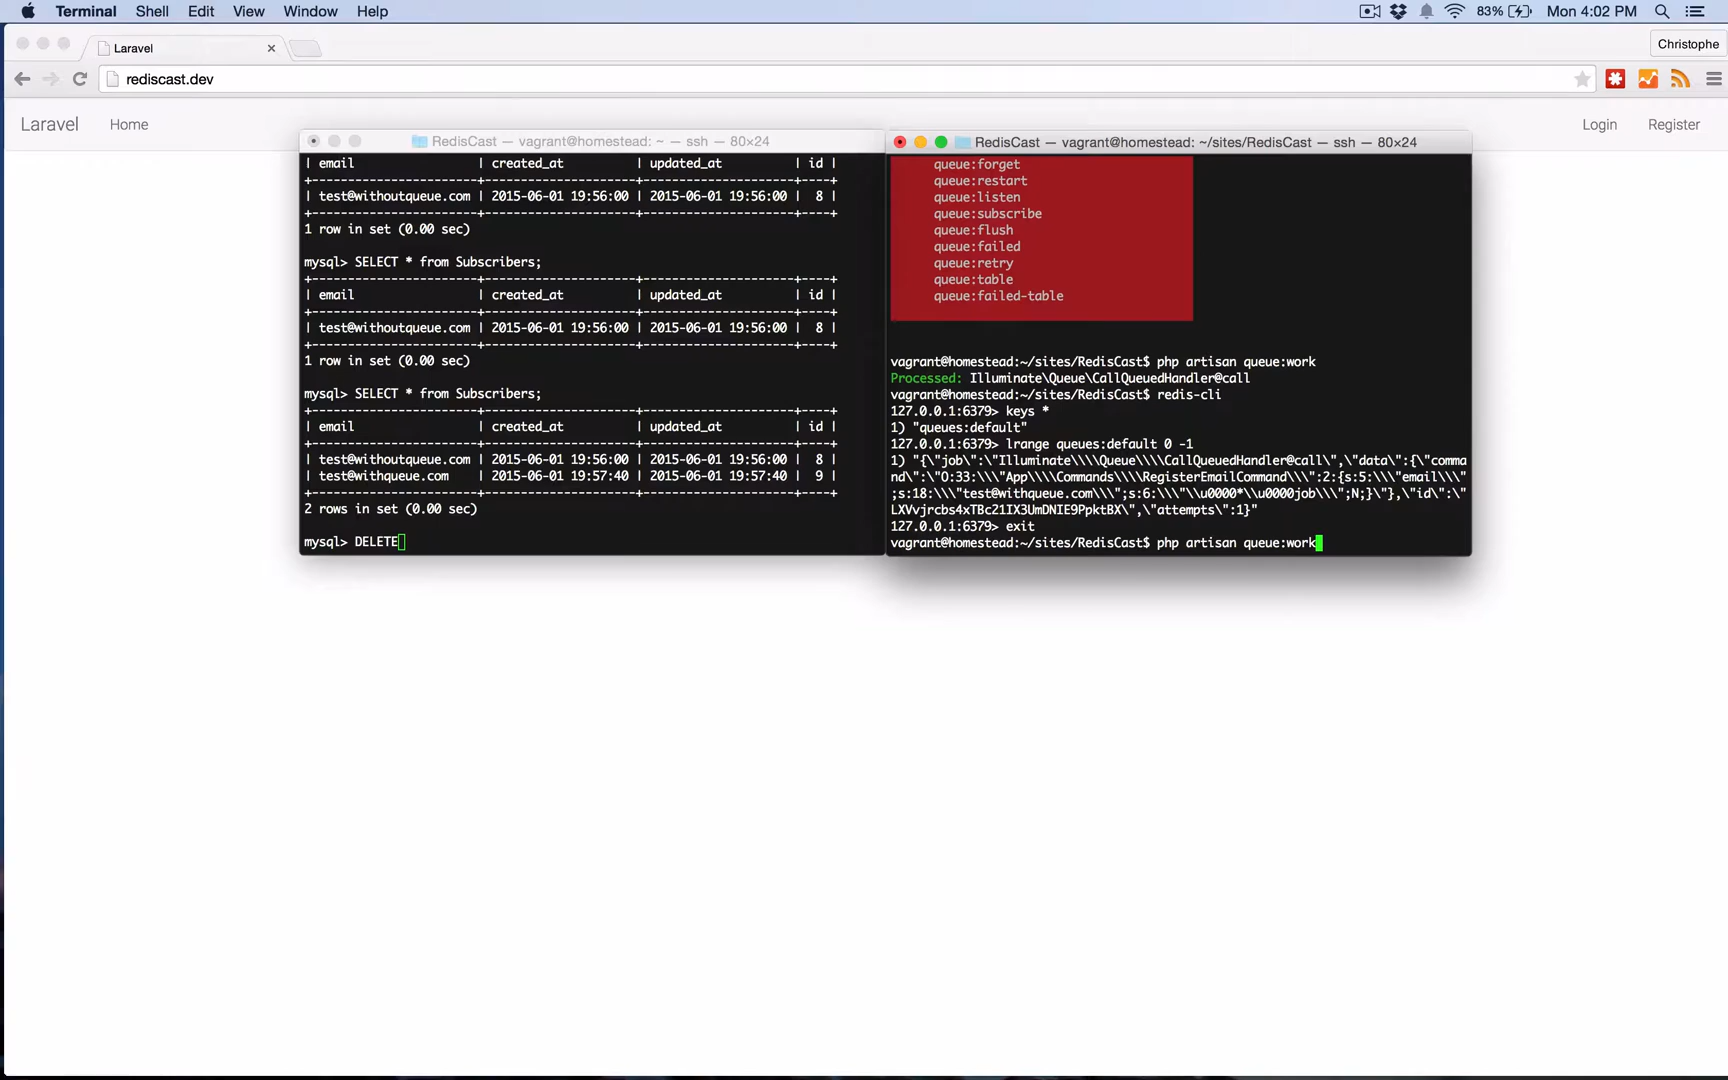 Terminal Shell Edit View Window Help 83% Mon 4:02 PM
Laravel
Christophe
rediscast.dev
Laravel Home Login Register
RedisCast — vagrant@homestead: ~ — ssh — 80×24
| email | created_at | updated_at | id |
+----------------------+---------------------+---------------------+----+
| test@withoutqueue.com | 2015-06-01 19:56:00 | 2015-06-01 19:56:00 | 8 |
+----------------------+---------------------+---------------------+----+
1 row in set (0.00 sec)
mysql> SELECT * from Subscribers;
+----------------------+---------------------+---------------------+----+
| email | created_at | updated_at | id |
+----------------------+---------------------+---------------------+----+
| test@withoutqueue.com | 2015-06-01 19:56:00 | 2015-06-01 19:56:00 | 8 |
+----------------------+---------------------+---------------------+----+
1 row in set (0.00 sec)
mysql> SELECT * from Subscribers;
+----------------------+---------------------+---------------------+----+
| email | created_at | updated_at | id |
+----------------------+---------------------+---------------------+----+
| test@withoutqueue.com | 2015-06-01 19:56:00 | 2015-06-01 19:56:00 | 8 |
| test@withqueue.com | 2015-06-01 19:57:40 | 2015-06-01 19:57:40 | 9 |
+----------------------+---------------------+---------------------+----+
2 rows in set (0.00 sec)
mysql> DELETE
RedisCast — vagrant@homestead: ~/sites/RedisCast — ssh — 80×24
queue:forget
queue:restart
queue:listen
queue:subscribe
queue:flush
queue:failed
queue:retry
queue:table
queue:failed-table
vagrant@homestead:~/sites/RedisCast$ php artisan queue:work
Processed: Illuminate\Queue\CallQueuedHandler@call
vagrant@homestead:~/sites/RedisCast$ redis-cli
127.0.0.1:6379> keys *
1) "queues:default"
127.0.0.1:6379> lrange queues:default 0 -1
1) "{\"job\":\"Illuminate\\\\Queue\\\\CallQueuedHandler@call\",\"data\":{\"comma
nd\":\"O:33:\\\"App\\\\Commands\\\\RegisterEmailCommand\\\":2:{s:5:\\\"email\\\"
;s:18:\\\"test@withqueue.com\\\";s:6:\\\"\\u0000*\\u0000job\\\";N;}\"},\"id\":\"
LXVvjrcbs4xTBc21IX3UmDNIE9PpktBX\",\"attempts\":1}"
127.0.0.1:6379> exit
vagrant@homestead:~/sites/RedisCast$ php artisan queue:work